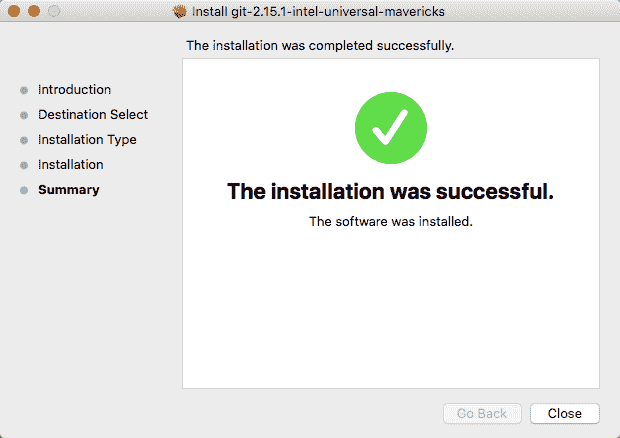 Install git-2.15.1-intel-universal-mavericks
The installation was completed successfully.
Introduction
Destination Select
Installation Type
Installation
Summary
The installation was successful.
The software was installed.
Go Back
Close